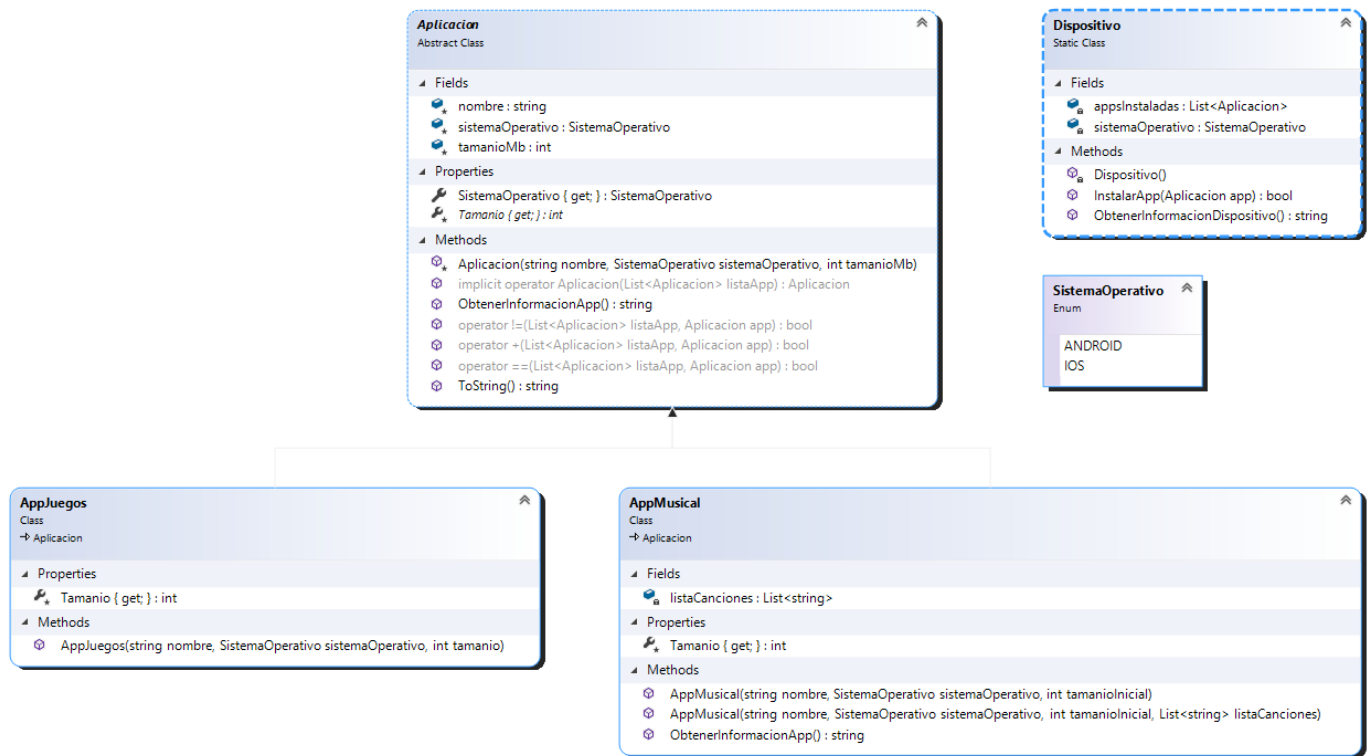 Aplicacion
Abstract Class
Fields
nombre : string
sistemaOperativo : SistemaOperativo
tamanioMb : int
Properties
SistemaOperativo { get; } : SistemaOperativo
Tamanio { get; } : int
Methods
Aplicacion(string nombre, SistemaOperativo sistemaOperativo, int tamanioMb)
implicit operator Aplicacion(List<Aplicacion> listaApp) : Aplicacion
ObtenerInformacionApp() : string
operator !=(List<Aplicacion> listaApp, Aplicacion app) : bool
operator +(List<Aplicacion> listaApp, Aplicacion app) : bool
operator ==(List<Aplicacion> listaApp, Aplicacion app) : bool
ToString() : string
Dispositivo
Static Class
Fields
appsInstaladas : List<Aplicacion>
sistemaOperativo : SistemaOperativo
Methods
Dispositivo()
InstalarApp(Aplicacion app) : bool
ObtenerInformacionDispositivo() : string
SistemaOperativo
Enum
ANDROID
IOS
AppJuegos
Class
Aplicacion
Properties
Tamanio { get; } : int
Methods
AppJuegos(string nombre, SistemaOperativo sistemaOperativo, int tamanio)
AppMusical
Class
Aplicacion
Fields
listaCanciones : List<string>
Properties
Tamanio { get; } : int
Methods
AppMusical(string nombre, SistemaOperativo sistemaOperativo, int tamanioInicial)
AppMusical(string nombre, SistemaOperativo sistemaOperativo, int tamanioInicial, List<string> listaCanciones)
ObtenerInformacionApp() : string